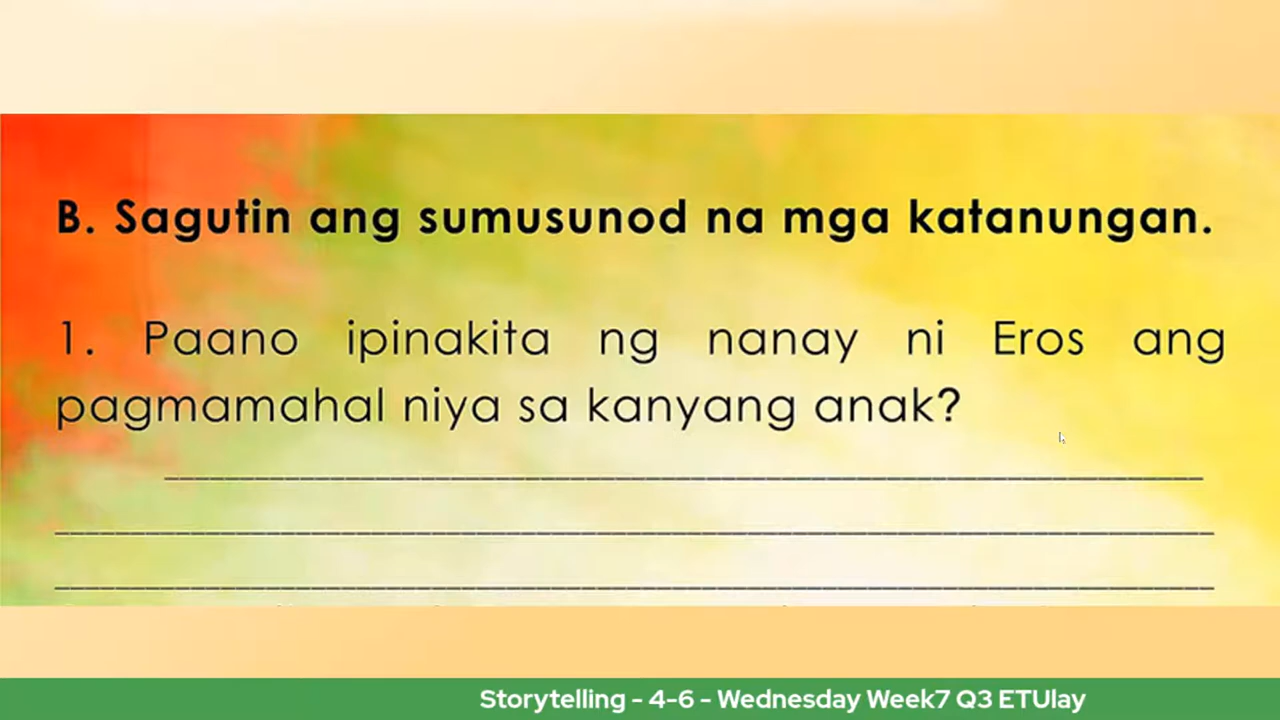 B. Sagutin ang sumusunod na mga katanungan.
1. Paano ipinakita ng nanay ni Eros ang
pagmamahal niya sa kanyang anak?
Storytelling - 4-6 - Wednesday Week7 Q3 ETUlay